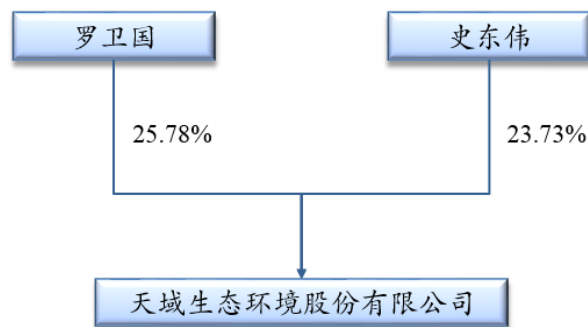 罗卫国
史东伟
25.78%
23.73%
天域生态环境股份有限公司